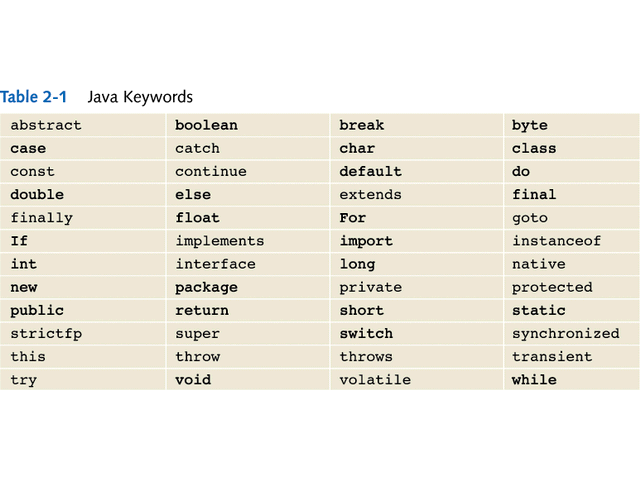 Table 2-1 Java Keywords
abstract boolean break byte
case catch char class
const continue default do
double else extends final
finally float For goto
If implements import instanceof
int interface long native
new package private protected
public return short static
strictfp super switch synchronized
this throw throws transient
try void volatile while